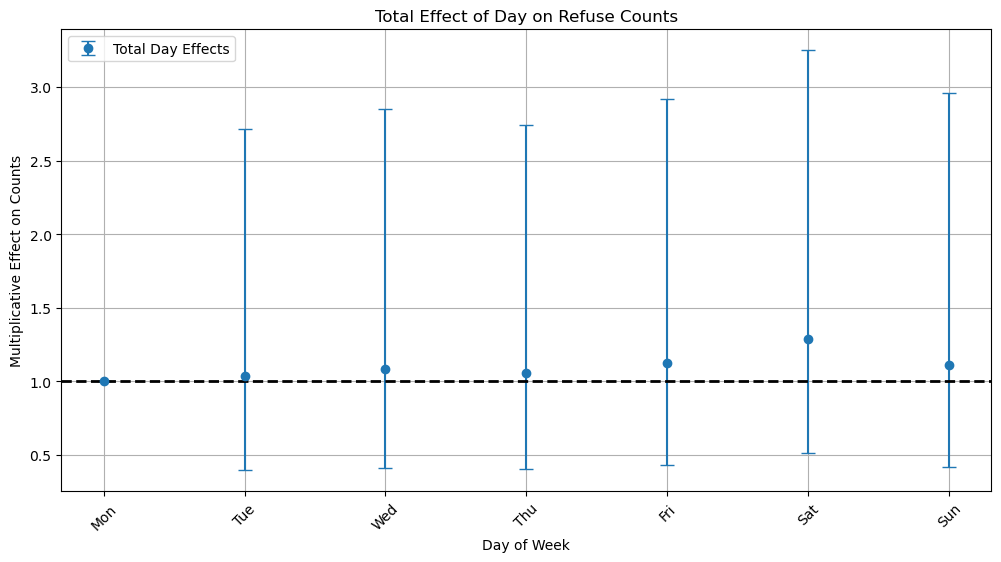 Total Effect of Day on Refuse Counts
Total Day Effects
Multiplicative Effect on Counts
3.0
2.5
2.0
1.5
1.0
0.5
Mon
Tue
Wed
Thu
Fri
Sat
Sun
Day of Week